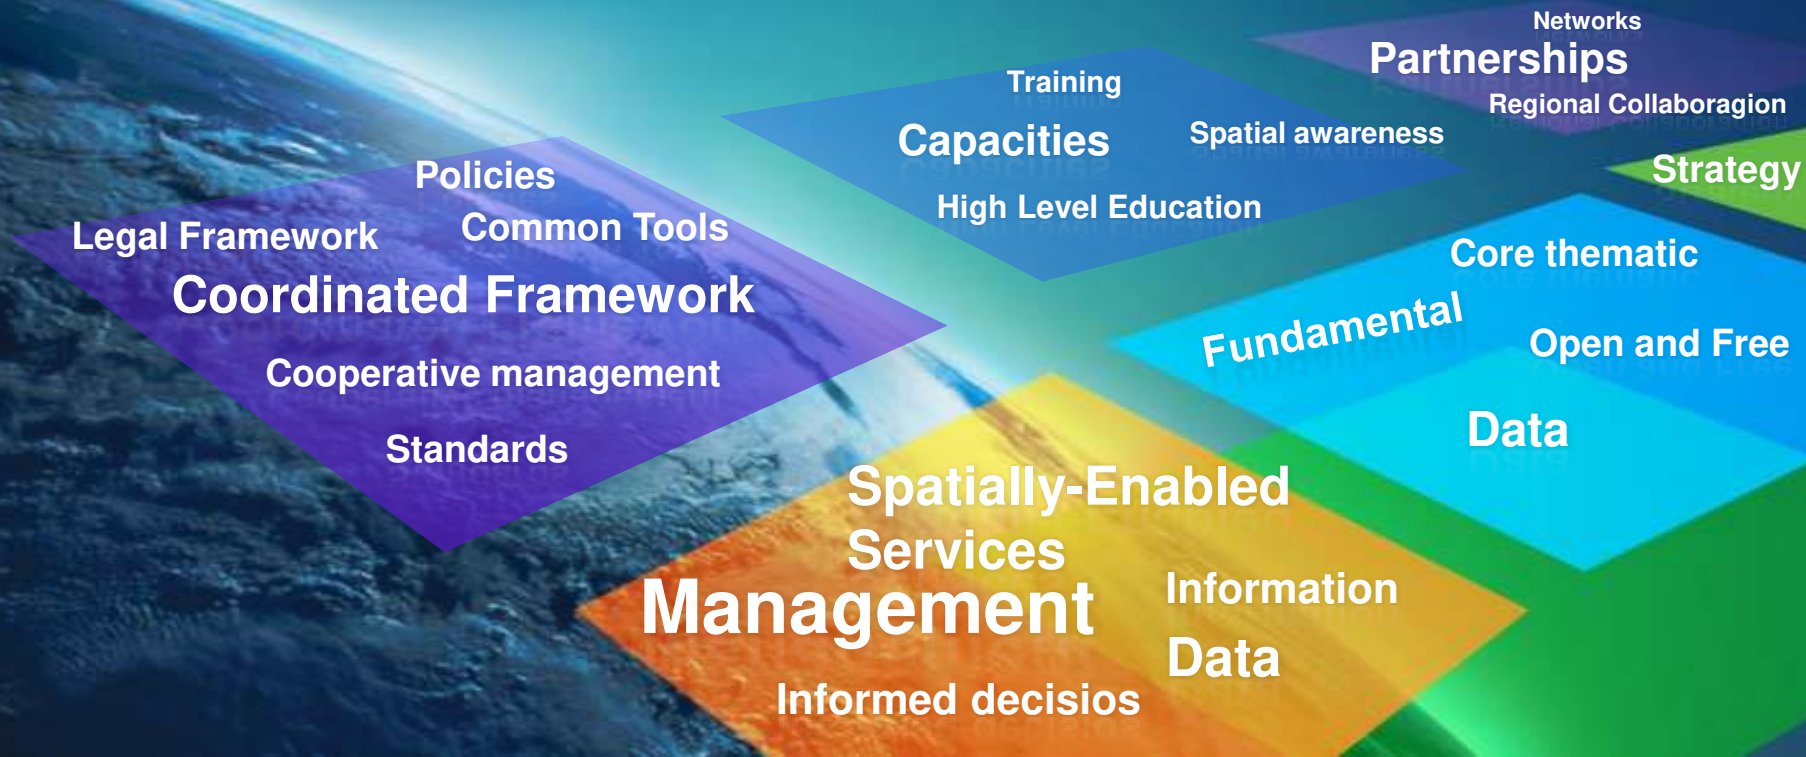 Networks
Partnerships
Regional Collaboragion
Training
Capacities
Spatial awareness
High Level Education
Strategy
Policies
Legal Framework
Common Tools
Coordinated Framework
Cooperative management
Standards
Core thematic
Fundamental
Open and Free
Data
Spatially-Enabled
Services
Management
Information
Data
Informed decisios